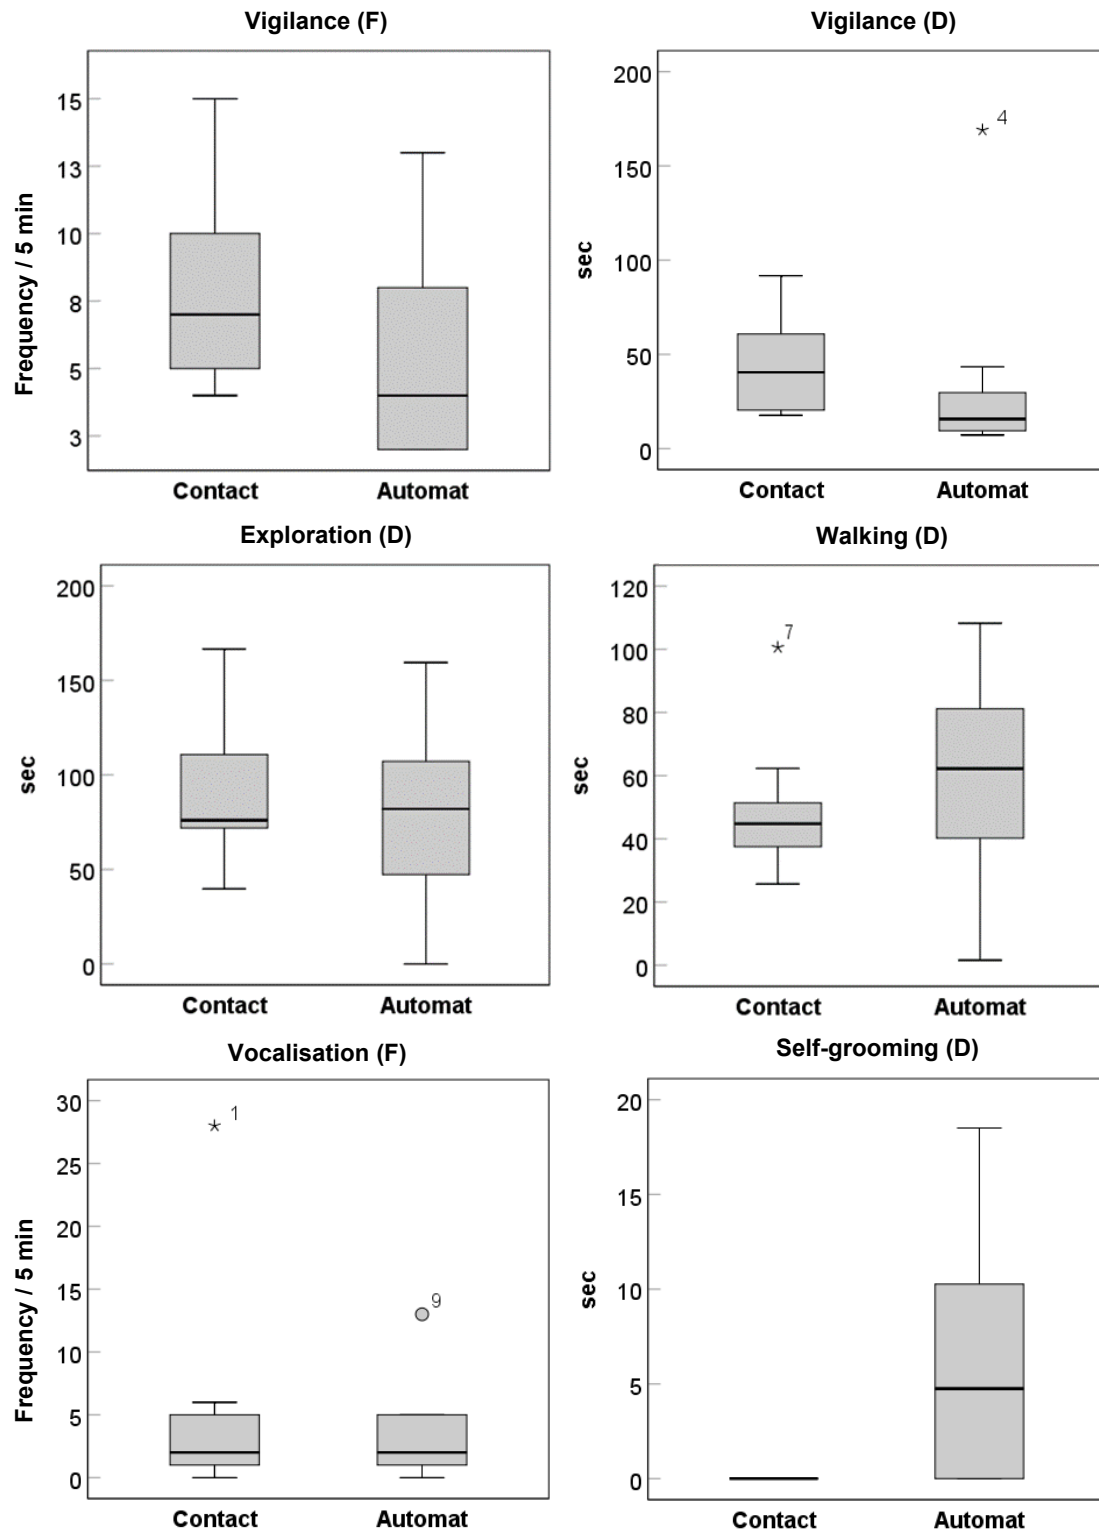 Vigilance (F)
Frequency / 5 min
15
13
10
8
5
3
Contact Automat
Vigilance (D)
sec
200
150
100
50
0
4
Contact Automat
Exploration (D)
sec
200
150
100
50
0
Contact Automat
Walking (D)
sec
120
100
80
60
40
20
0
7
Contact Automat
Vocalisation (F)
Frequency / 5 min
30
25
20
15
10
5
0
1
9
Contact Automat
Self-grooming (D)
sec
20
15
10
5
0
Contact Automat